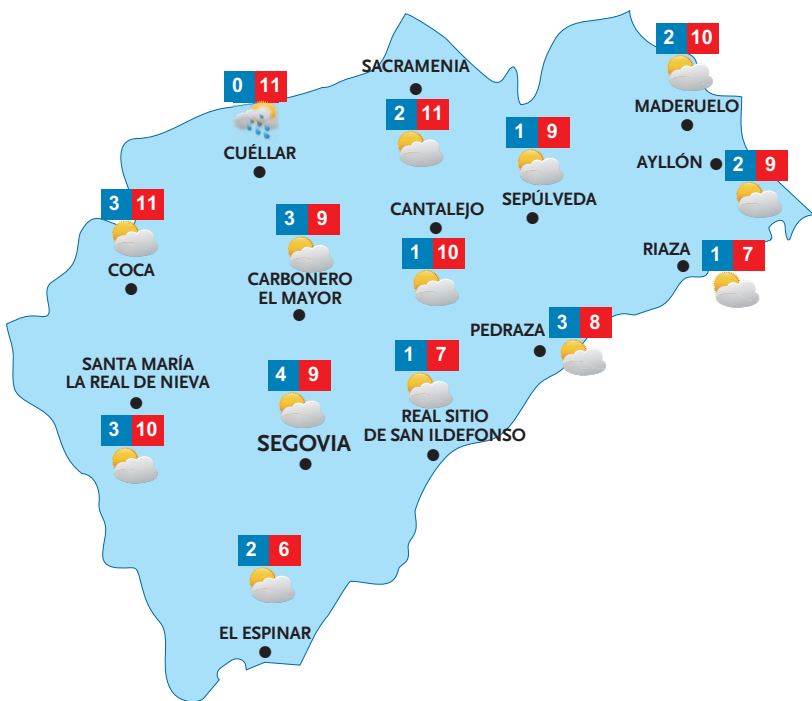 2 10
MADERUELO
SACRAMENIA
2 11
0 11
CUÉLLAR
1 9
SEPÚLVEDA
AYLLÓN
2 9
3 11
COCA
3 9
CARBONERO
EL MAYOR
CANTALEJO
1 10
RIAZA
1 7
PEDRAZA
3 8
SANTA MARÍA
LA REAL DE NIEVA
3 10
4 9
SEGOVIA
1 7
REAL SITIO
DE SAN ILDEFONSO
2 6
EL ESPINAR